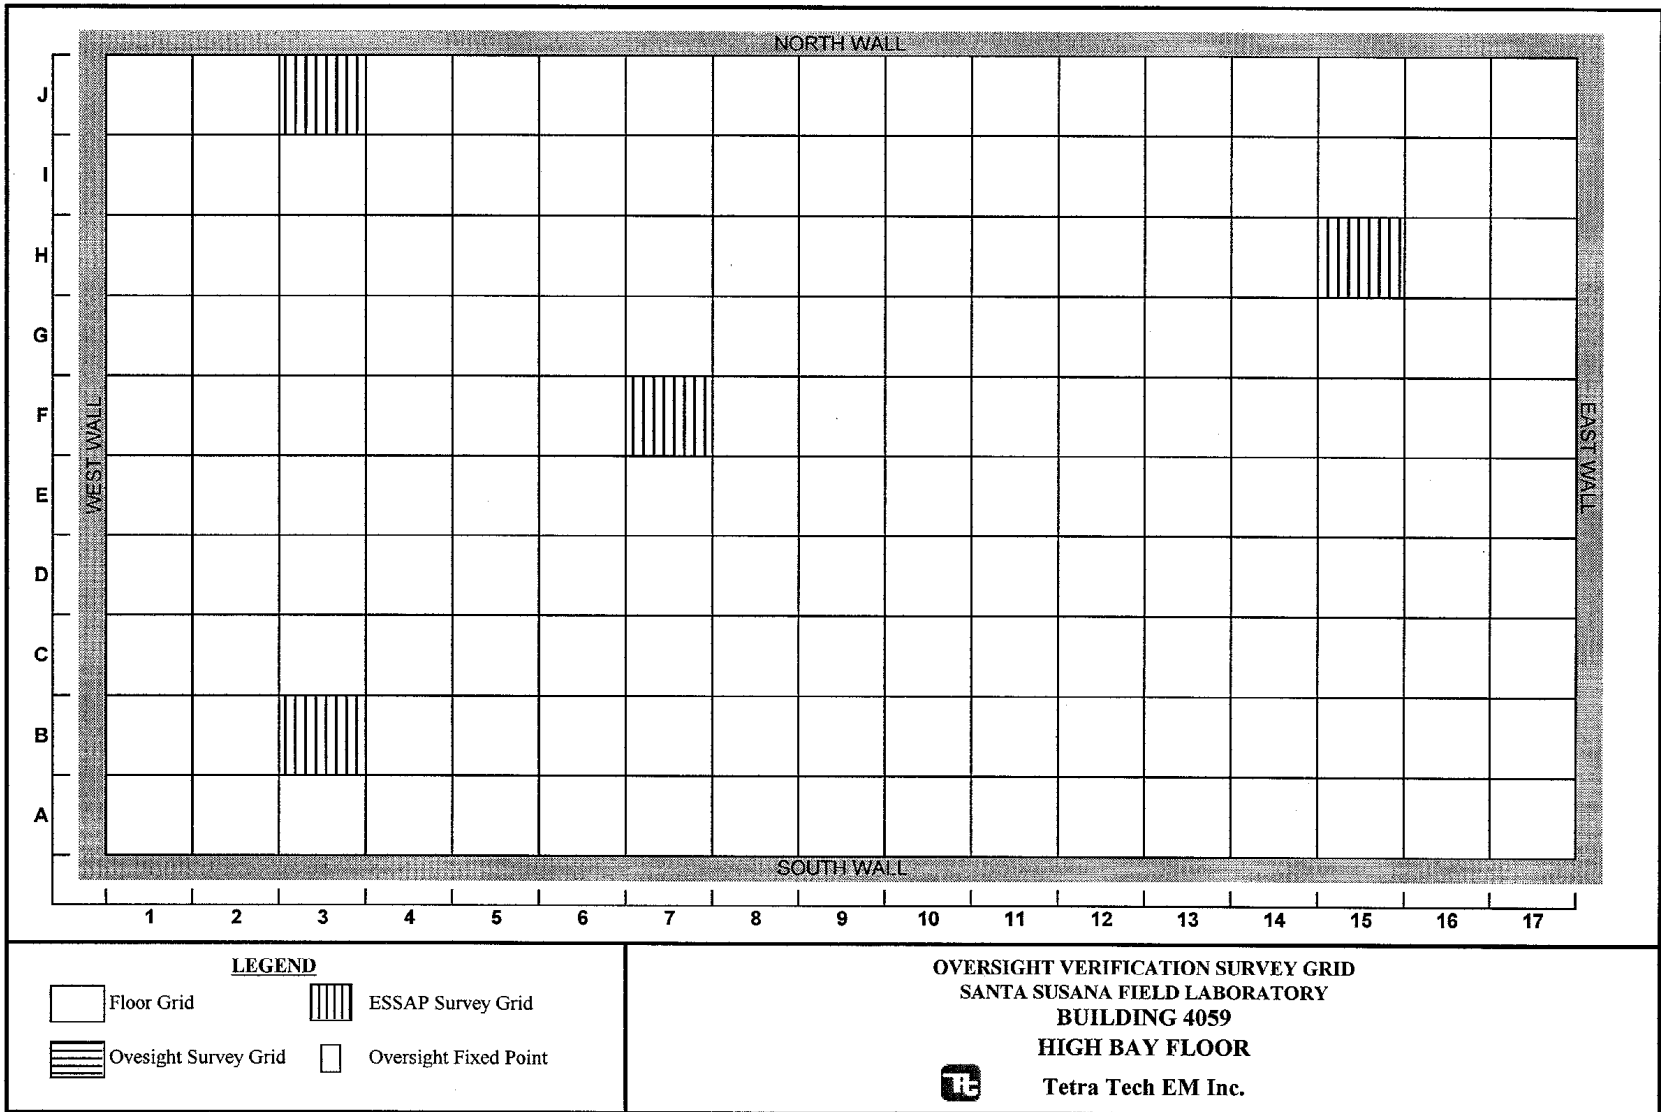 NORTH WALL
J
I
H
G
F
E
D
C
B
A
WEST WALL
EAST WALL
SOUTH WALL
1 2 3 4 5 6 7 8 9 10 11 12 13 14 15 16 17
LEGEND
Floor Grid
ESSAP Survey Grid
Ovesight Survey Grid
Oversight Fixed Point
OVERSIGHT VERIFICATION SURVEY GRID
SANTA SUSANA FIELD LABORATORY
BUILDING 4059
HIGH BAY FLOOR
Tt
Tetra Tech EM Inc.